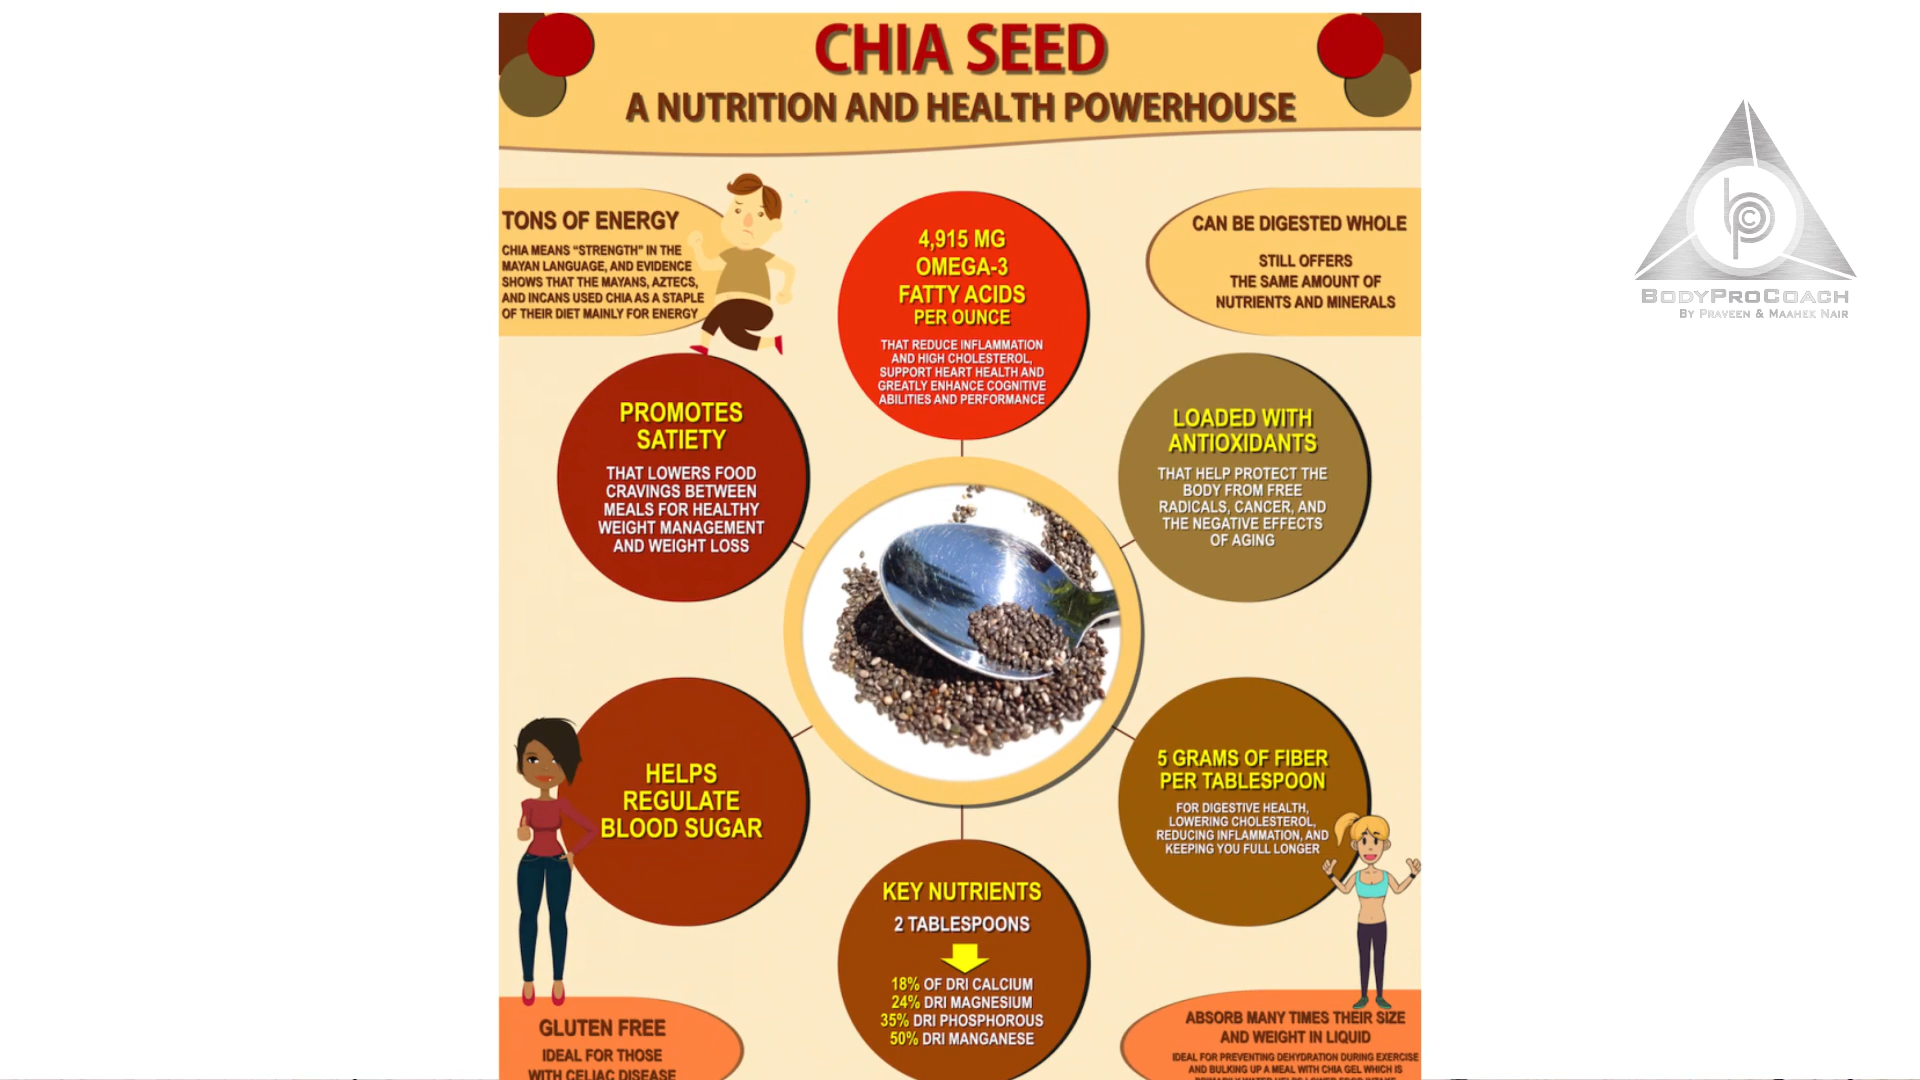 CHIA SEED
A NUTRITION AND HEALTH POWERHOUSE
TONS OF ENERGY
CHIA MEANS “STRENGTH” IN THE
MAYAN LANGUAGE, AND EVIDENCE
SHOWS THAT THE MAYANS, AZTECS,
AND INCANS USED CHIA AS A STAPLE
OF THEIR DIET MAINLY FOR ENERGY
4,915 MG
OMEGA-3
FATTY ACIDS
PER OUNCE
THAT REDUCE INFLAMMATION
AND HIGH CHOLESTEROL,
SUPPORT HEART HEALTH AND
GREATLY ENHANCE COGNITIVE
ABILITIES AND PERFORMANCE
CAN BE DIGESTED WHOLE
STILL OFFERS
THE SAME AMOUNT OF
NUTRIENTS AND MINERALS
BODYPROCOACH
BY PRAVEEN & MAAHEK NAIR
PROMOTES
SATIETY
THAT LOWERS FOOD
CRAVINGS BETWEEN
MEALS FOR HEALTHY
WEIGHT MANAGEMENT
AND WEIGHT LOSS
LOADED WITH
ANTIOXIDANTS
THAT HELP PROTECT THE
BODY FROM FREE
RADICALS, CANCER, AND
THE NEGATIVE EFFECTS
OF AGING
HELPS
REGULATE
BLOOD SUGAR
5 GRAMS OF FIBER
PER TABLESPOON
FOR DIGESTIVE HEALTH,
LOWERING CHOLESTEROL,
REDUCING INFLAMMATION, AND
KEEPING YOU FULL LONGER
KEY NUTRIENTS
2 TABLESPOONS
18% OF DRI CALCIUM
24% DRI MAGNESIUM
35% DRI PHOSPHOROUS
50% DRI MANGANESE
GLUTEN FREE
IDEAL FOR THOSE
WITH CELIAC DISEASE
ABSORB MANY TIMES THEIR SIZE
AND WEIGHT IN LIQUID
IDEAL FOR PREVENTING DEHYDRATION DURING EXERCISE
AND BULKING UP A MEAL WITH CHIA GEL WHICH IS